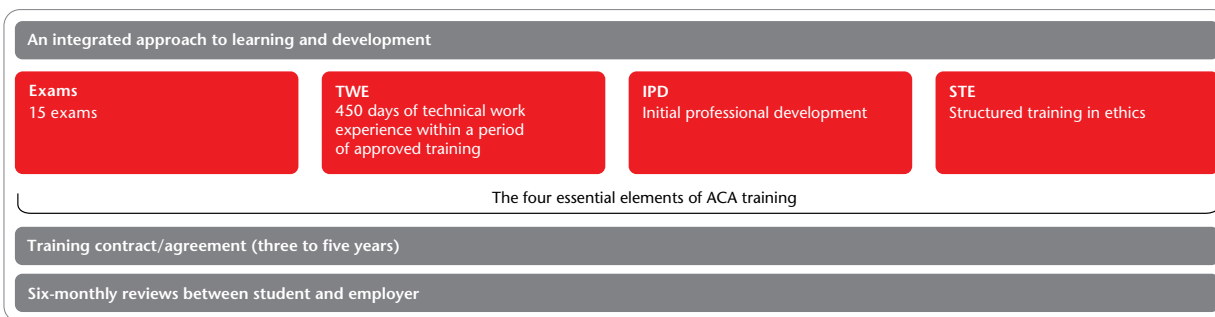 An integrated approach to learning and development
Exams
15 exams
TWE
450 days of technical work
experience within a period
of approved training
IPD
Initial professional development
STE
Structured training in ethics
The four essential elements of ACA training
Training contract/agreement (three to five years)
Six-monthly reviews between student and employer